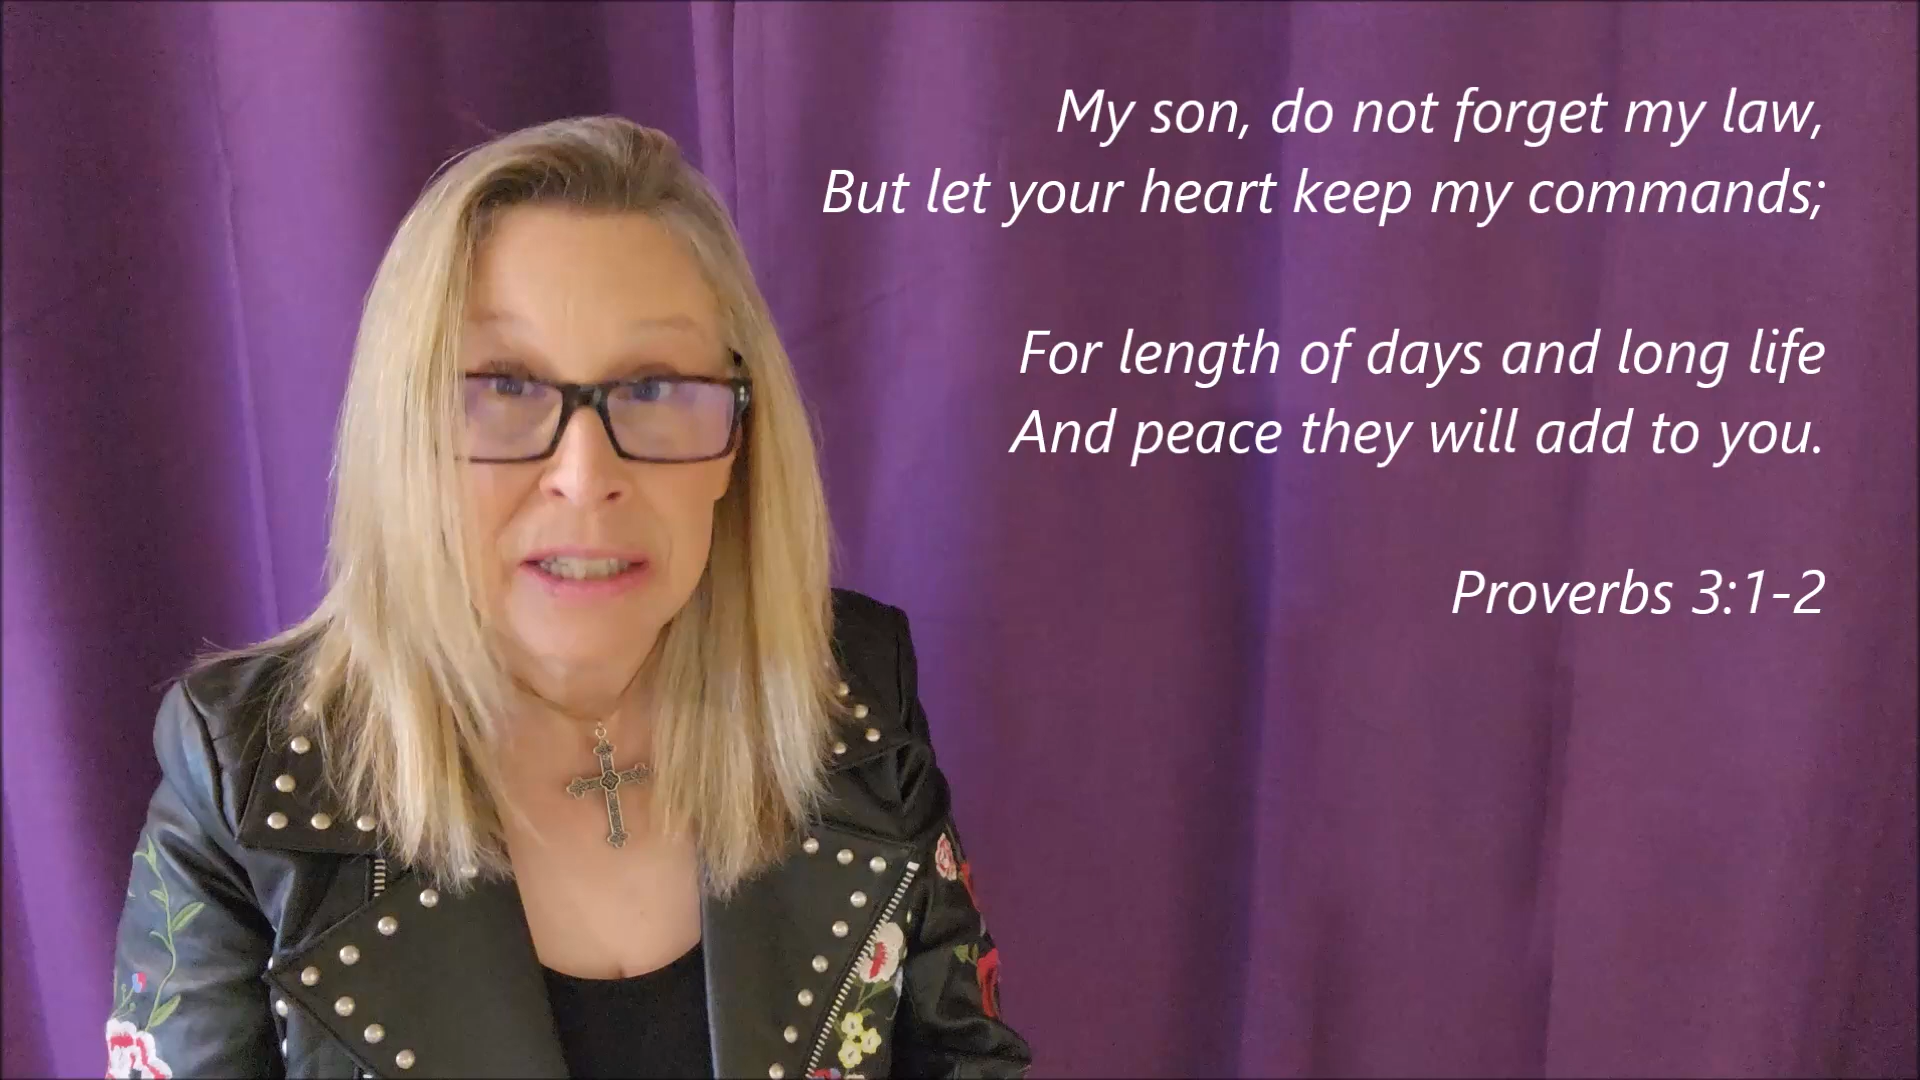 My son, do not forget my law,
But let your heart keep my commands;
For length of days and long life
And peace they will add to you.
Proverbs 3:1-2